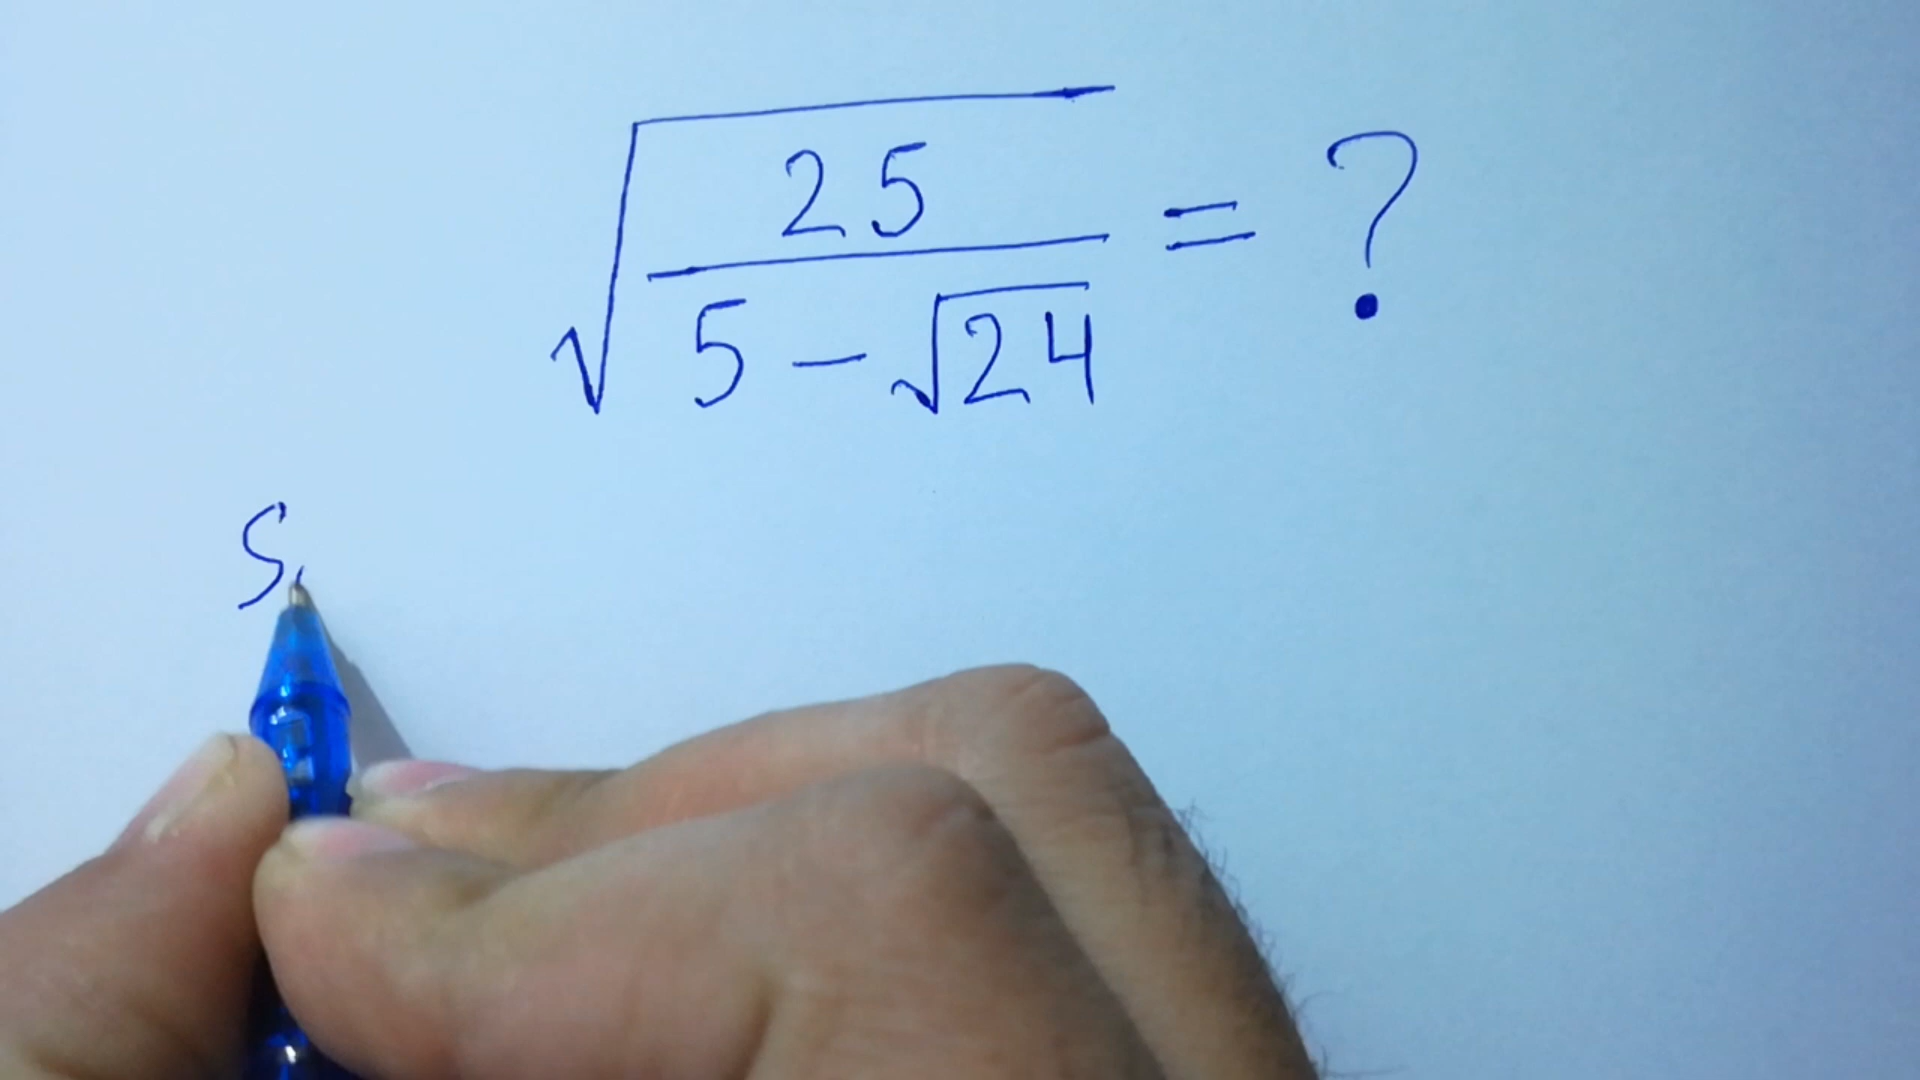 √(25/(5-√24)) = ?
S